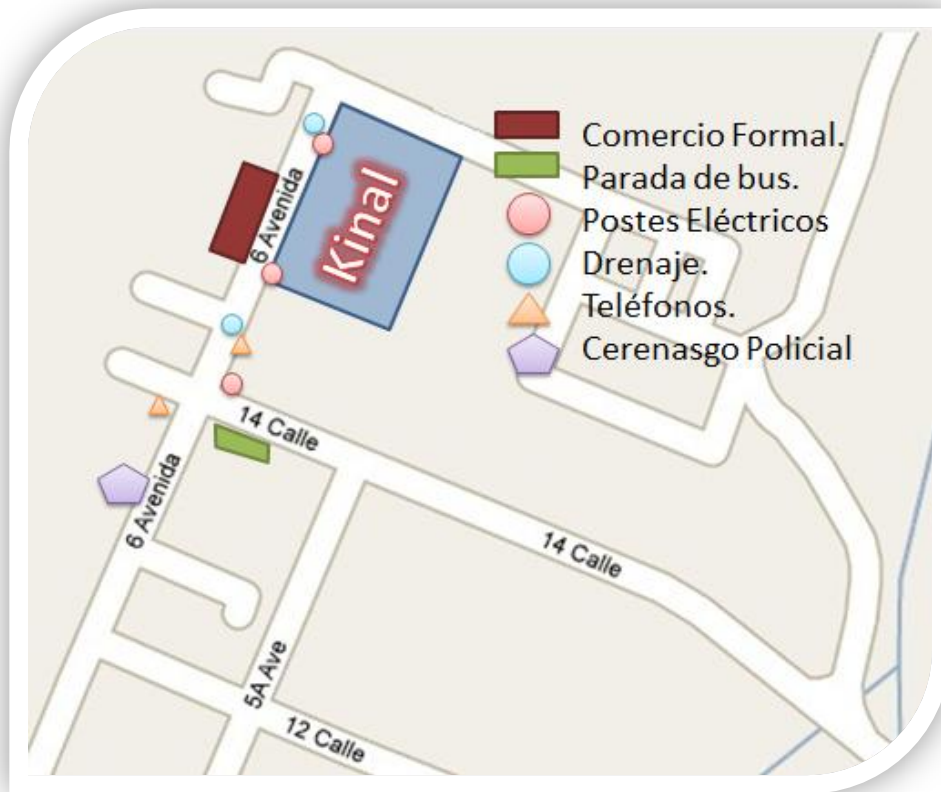 Comercio Formal.
Parada de bus.
Postes Eléctricos
Drenaje.
Teléfonos.
Cerenasgo Policial
Kinal
6 Avenida
14 Calle
6 Avenida
14 Calle
5A Ave
12 Calle